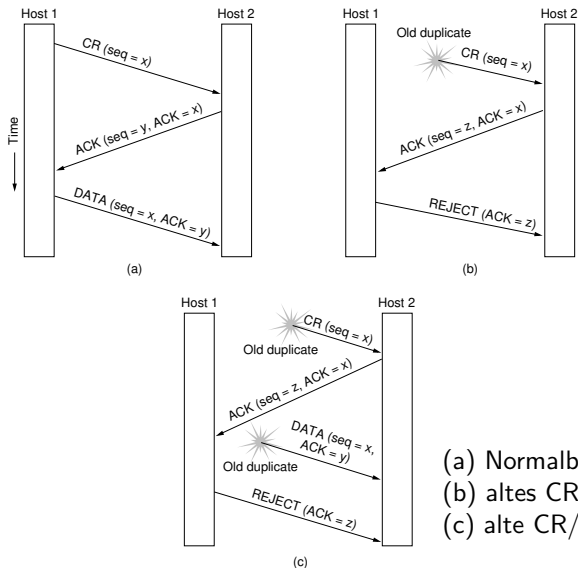 Host 1
Host 2
CR (seq = x)
ACK (seq = y, ACK = x)
DATA (seq = x, ACK = y)
Time
(a)
Host 1
Host 2
Old duplicate
CR (seq = x)
ACK (seq = z, ACK = x)
REJECT (ACK = z)
(b)
Host 1
Host 2
CR (seq = x)
Old duplicate
ACK (seq = z, ACK = x)
DATA (seq = x,
ACK = y)
Old duplicate
REJECT (ACK = z)
(c)
(a) Normalb
(b) altes CR
(c) alte CR/